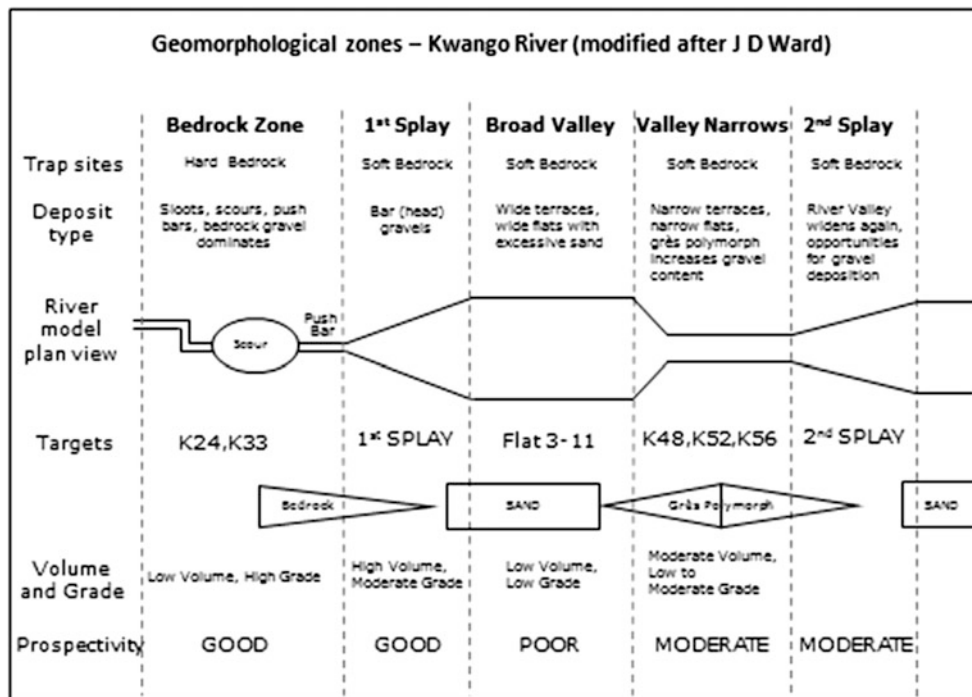 Geomorphological zones – Kwango River (modified after J D Ward)
Bedrock Zone
1st Splay
Broad Valley
Valley Narrows
2nd Splay
Trap sites
Hard Bedrock
Soft Bedrock
Soft Bedrock
Soft Bedrock
Soft Bedrock
Deposit
type
Sloots, scours, push
bars, bedrock gravel
dominates
Bar (head)
gravels
Wide terraces,
wide flats with
excessive sand
Narrow terraces,
narrow flats,
grès polymorph
increases gravel
content
River Valley
widens again,
opportunities
for gravel
deposition
River
model
plan view
Scour
Push
Bar
Targets
K24,K33
1st SPLAY
Flat 3-11
K48,K52,K56
2nd SPLAY
Bedrock
SAND
Grès Polymorph
SAND
Volume
and Grade
Low Volume, High Grade
High Volume,
Moderate Grade
Low Volume,
Low Grade
Moderate Volume,
Low to
Moderate Grade
Prospectivity
GOOD
GOOD
POOR
MODERATE
MODERATE